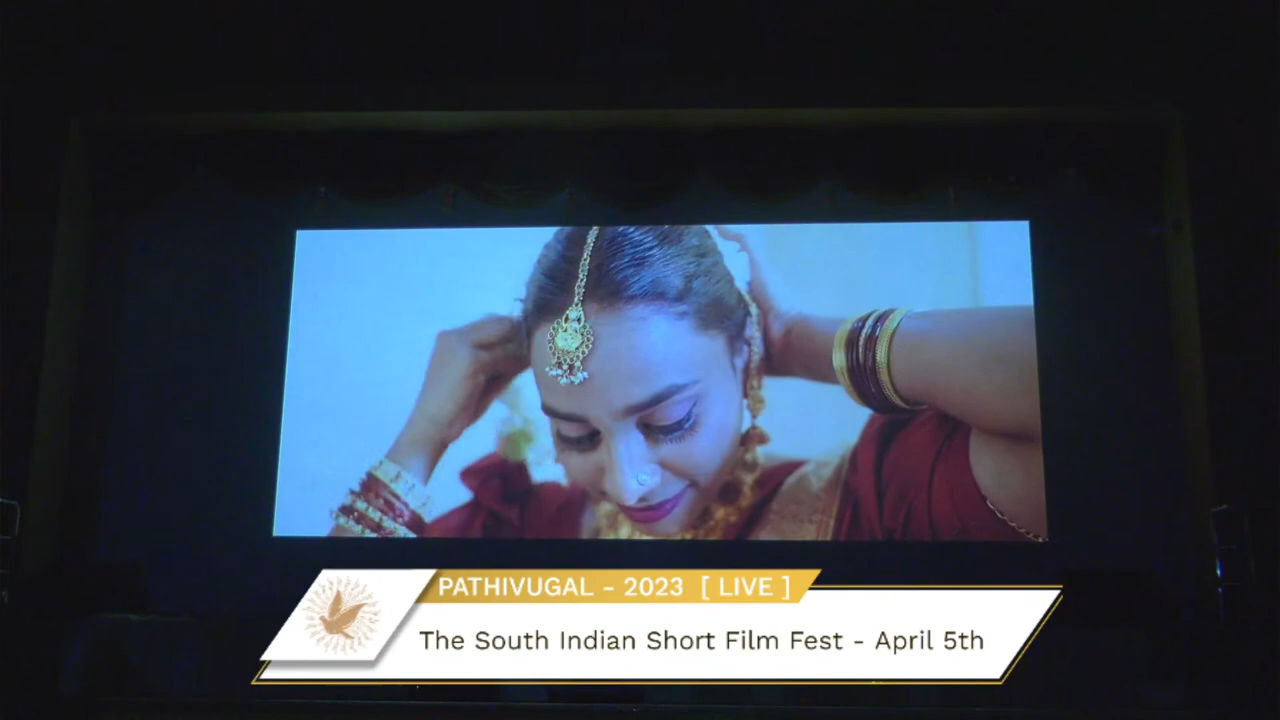 PATHIVUGAL - 2023 [ LIVE ]
The South Indian Short Film Fest - April 5th